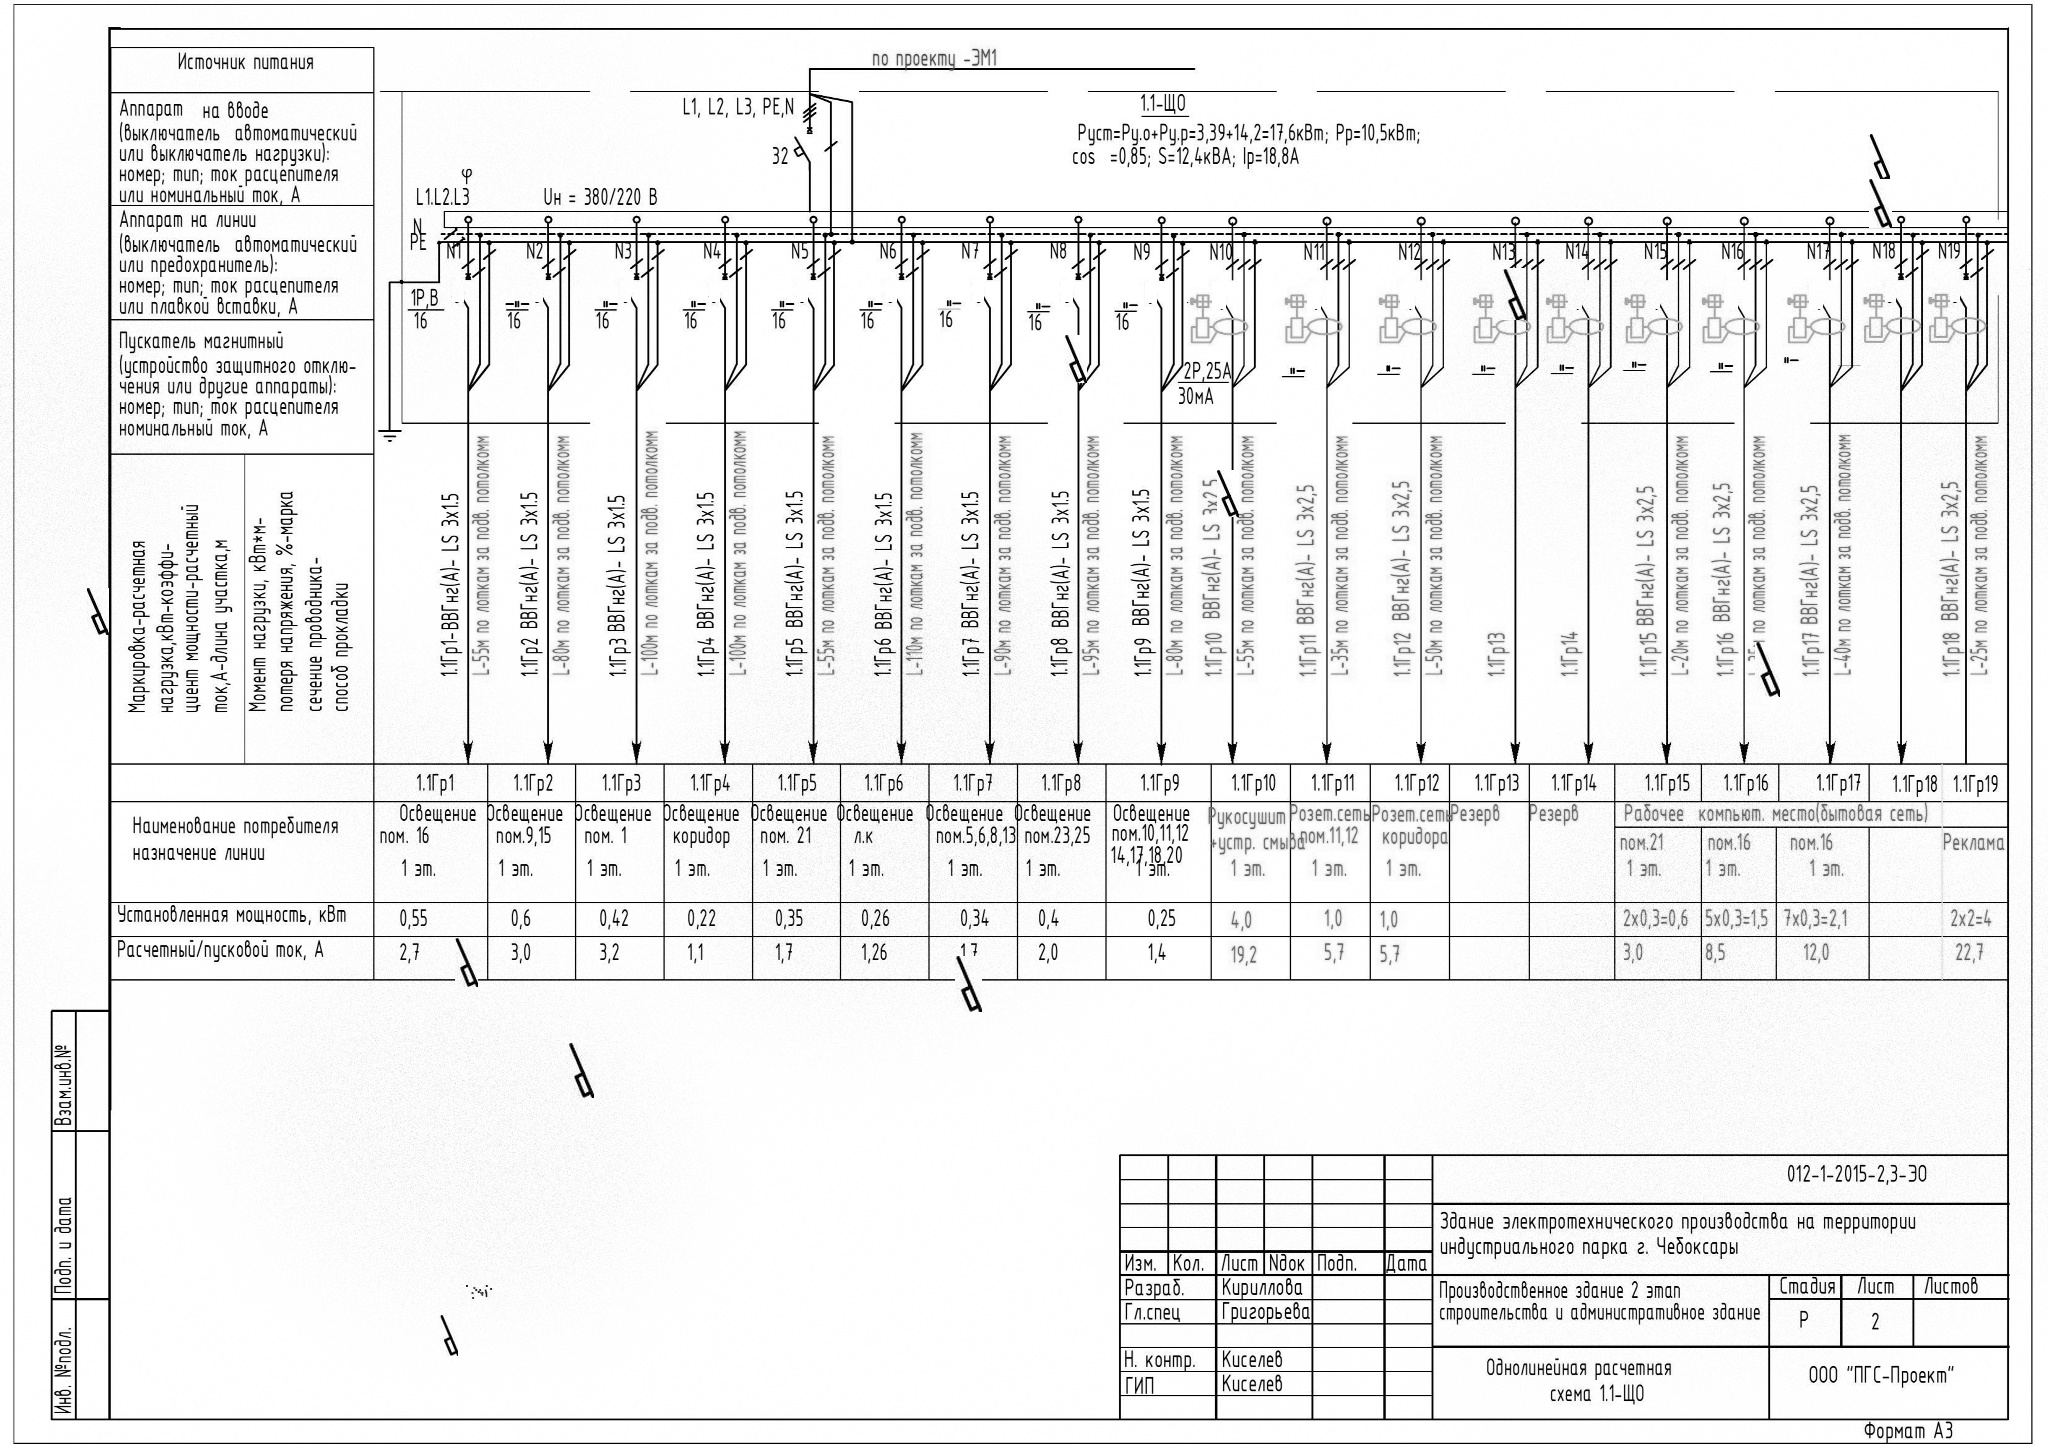 Источник питания
Аппарат на вводе
(выключатель автоматический
или выключатель нагрузки):
номер; тип; ток расцепителя
или номинальный ток, А
Аппарат на линии
(выключатель автоматический
или предохранитель):
номер; тип; ток расцепителя
или плавкой вставки, А
Пускатель магнитный
(устройство защитного отклю-
чения или другие аппараты):
номер; тип; ток расцепителя
номинальный ток, А
Маркировка-расчетная
нагрузка,кВт-коэффи-
циент мощности-расчетный
ток,А-длина участка,м
Момент нагрузки, кВт*м-
потеря напряжения, %-марка
сечение проводника-
способ прокладки
по проекту -ЭМ1
L1, L2, L3, PE,N
32
1.1-ЩО
Руст=Ру.о+Ру.р=3,39+14,2=17,6кВт; Рр=10,5кВт;
cos =0,85; S=12,4кВА; Iр=18,8А
φ
L1.L2.L3
Uн = 380/220 В
N
PE
N1 N2 N3 N4 N5 N6 N7 N8 N9 N10 N11 N12 N13 N14 N15 N16 N17 N18 N19
1Р,В
16 16 16 16 16 16 16 16 16
2Р,25А
30мА
1.1Гр1-ВВГнг(А)- LS 3х1.5
L-55м по лоткам за подв. потолкомм
1.1Гр2 ВВГнг(А)- LS 3х1.5
L-80м по лоткам за подв. потолкомм
1.1Гр3 ВВГнг(А)- LS 3х1.5
L-100м по лоткам за подв. потолкомм
1.1Гр4 ВВГнг(А)- LS 3х1.5
L-100м по лоткам за подв. потолкомм
1.1Гр5 ВВГнг(А)- LS 3х1.5
L-55м по лоткам за подв. потолкомм
1.1Гр6 ВВГнг(А)- LS 3х1.5
L-110м по лоткам за подв. потолкомм
1.1Гр7 ВВГнг(А)- LS 3х1.5
L-90м по лоткам за подв. потолкомм
1.1Гр8 ВВГнг(А)- LS 3х1.5
L-95м по лоткам за подв. потолкомм
1.1Гр9 ВВГнг(А)- LS 3х1.5
L-80м по лоткам за подв. потолкомм
1.1Гр10 ВВГнг(А)- LS 3х2,5
L-55м по лоткам за подв. потолкомм
1.1Гр11 ВВГнг(А)- LS 3х2,5
L-35м по лоткам за подв. потолкомм
1.1Гр12 ВВГнг(А)- LS 3х2,5
L-50м по лоткам за подв. потолкомм
1.1Гр13
1.1Гр14
1.1Гр15 ВВГнг(А)- LS 3х2,5
L-20м по лоткам за подв. потолкомм
1.1Гр16 ВВГнг(А)- LS 3х2,5
по лоткам за подв. потолкомм
1.1Гр17 ВВГнг(А)- LS 3х2,5
L-40м по лоткам за подв. потолкомм
1.1Гр18 ВВГнг(А)- LS 3х2,5
L-25м по лоткам за подв. потолкомм
1.1Гр1 1.1Гр2 1.1Гр3 1.1Гр4 1.1Гр5 1.1Гр6 1.1Гр7 1.1Гр8 1.1Гр9 1.1Гр10 1.1Гр11 1.1Гр12 1.1Гр13 1.1Гр14 1.1Гр15 1.1Гр16 1.1Гр17 1.1Гр18 1.1Гр19
Наименование потребителя
назначение линии
Освещение
пом. 16
1 эт.
Освещение
пом.9,15
1 эт.
Освещение
пом. 1
1 эт.
Освещение
коридор
1 эт.
Освещение
пом. 21
1 эт.
Освещение
л.к
1 эт.
Освещение
пом.5,6,8,13
1 эт.
Освещение
пом.23,25
1 эт.
Освещение
пом.10,11,12
14,17,18,20
1 эт.
Рукосушит
+устр. смыва
1 эт.
Розет.сеть
пом.11,12
1 эт.
Розет.сеть
коридора
1 эт.
Резерв
Резерв
Рабочее компьют. место(бытовая сеть)
пом.21
1 эт.
пом.16
1 эт.
пом.16
1 эт.
Реклама
Установленная мощность, кВт
0,55 0,6 0,42 0,22 0,35 0,26 0,34 0,4 0,25 4,0 1,0 1,0 2х0,3=0,6 5х0,3=1,5 7х0,3=2,1 2х2=4
Расчетный/пусковой ток, А
2,7 3,0 3,2 1,1 1,7 1,26 1,7 2,0 1,4 19,2 5,7 5,7 3,0 8,5 12,0 22,7
Взам.инв.№
Подп. и дата
Инв. №подл.
012-1-2015-2,3-ЭО
Здание электротехнического производства на территории
индустриального парка г. Чебоксары
Изм. Кол. Лист Nдок Подп. Дата
Разраб. Кириллова
Гл.спец Григорьева
Н. контр. Киселев
ГИП Киселев
Производственное здание 2 этап
строительства и административное здание
Стадия Лист Листов
Р 2
Однолинейная расчетная
схема 1.1-ЩО
ООО "ПГС-Проект"
Формат А3